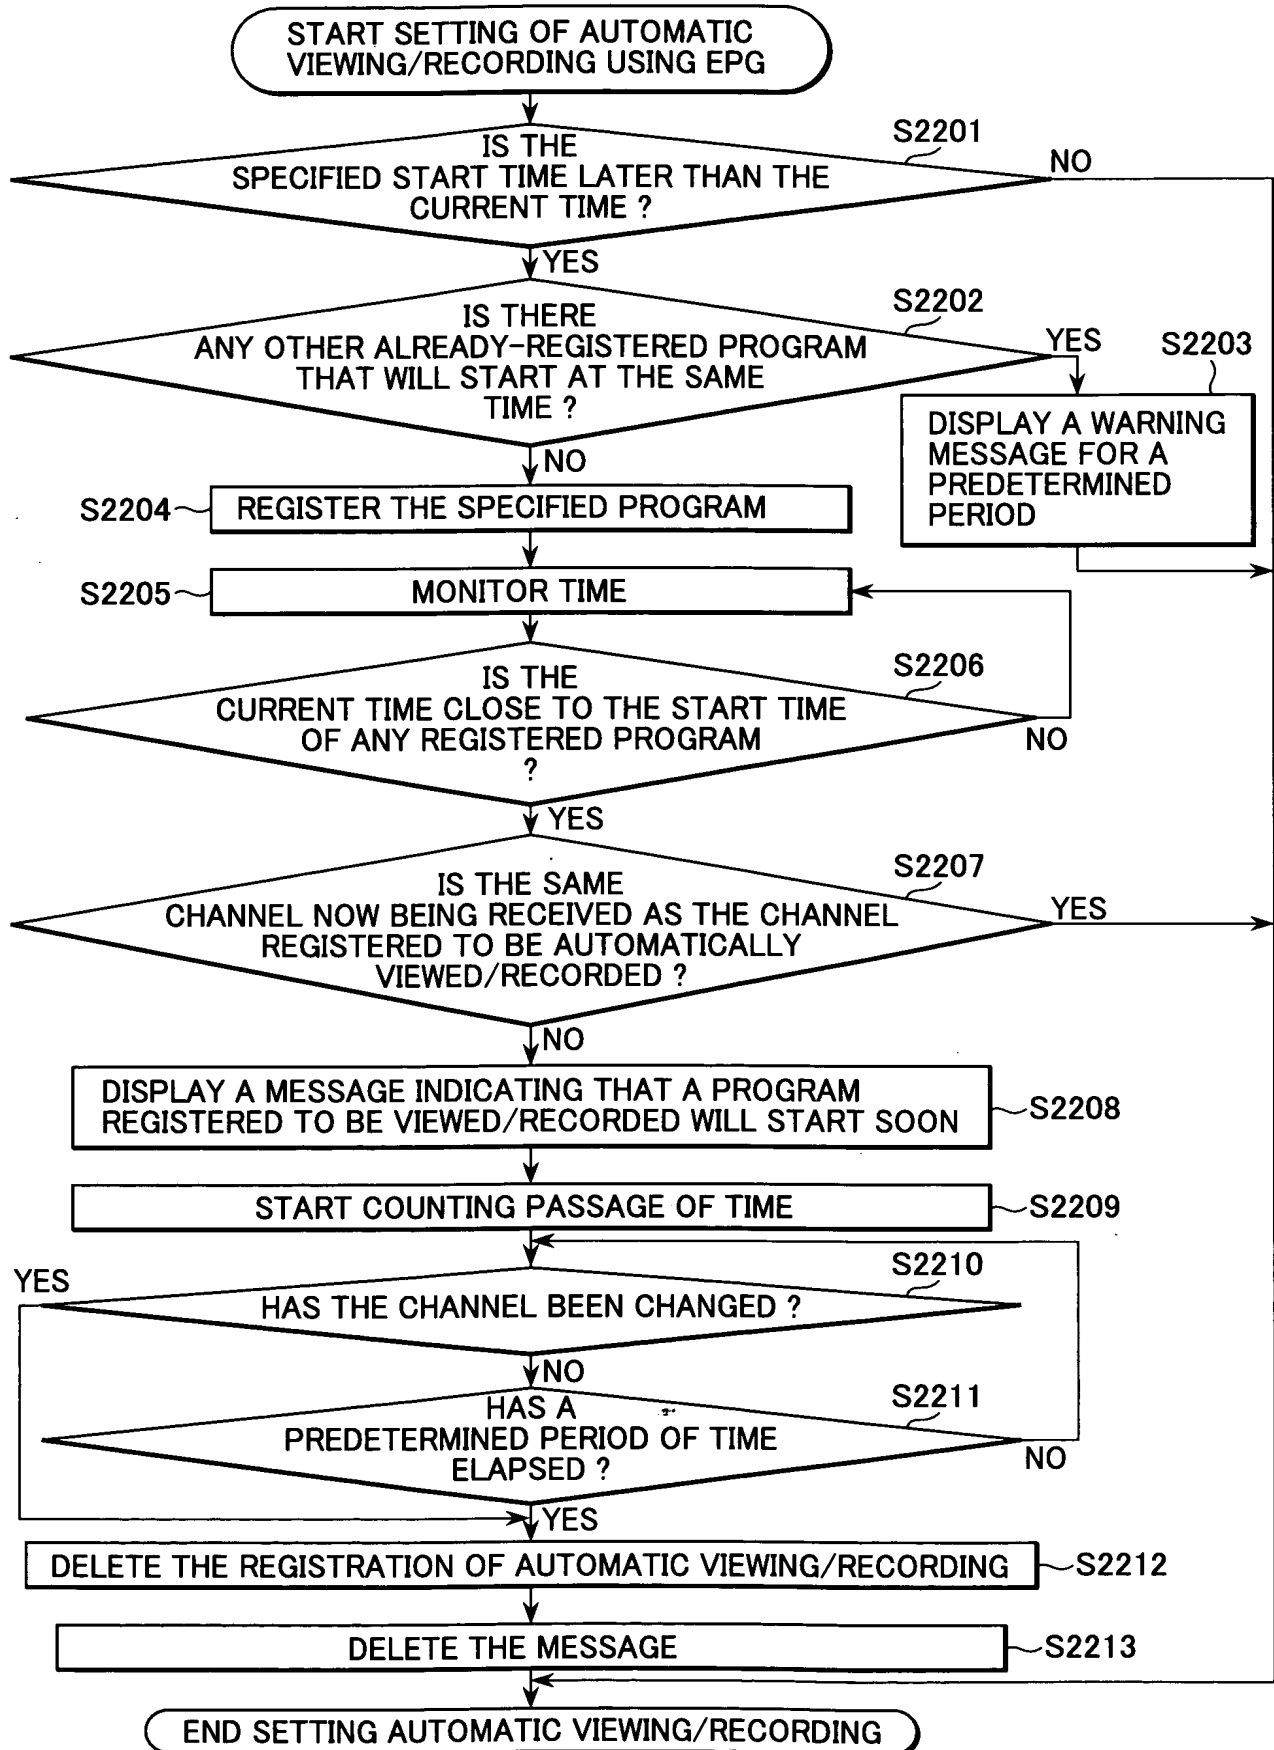 START SETTING OF AUTOMATIC
VIEWING/RECORDING USING EPG
S2201
IS THE
SPECIFIED START TIME LATER THAN THE
CURRENT TIME ?
NO
YES
S2202
IS THERE
ANY OTHER ALREADY-REGISTERED PROGRAM
THAT WILL START AT THE SAME
TIME ?
YES
S2203
DISPLAY A WARNING
MESSAGE FOR A
PREDETERMINED
PERIOD
NO
S2204
REGISTER THE SPECIFIED PROGRAM
S2205
MONITOR TIME
S2206
IS THE
CURRENT TIME CLOSE TO THE START TIME
OF ANY REGISTERED PROGRAM
?
NO
YES
S2207
IS THE SAME
CHANNEL NOW BEING RECEIVED AS THE CHANNEL
REGISTERED TO BE AUTOMATICALLY
VIEWED/RECORDED ?
YES
NO
DISPLAY A MESSAGE INDICATING THAT A PROGRAM
REGISTERED TO BE VIEWED/RECORDED WILL START SOON
S2208
START COUNTING PASSAGE OF TIME
S2209
S2210
YES
HAS THE CHANNEL BEEN CHANGED ?
NO
S2211
HAS A
PREDETERMINED PERIOD OF TIME
ELAPSED ?
NO
YES
DELETE THE REGISTRATION OF AUTOMATIC VIEWING/RECORDING
S2212
DELETE THE MESSAGE
S2213
END SETTING AUTOMATIC VIEWING/RECORDING